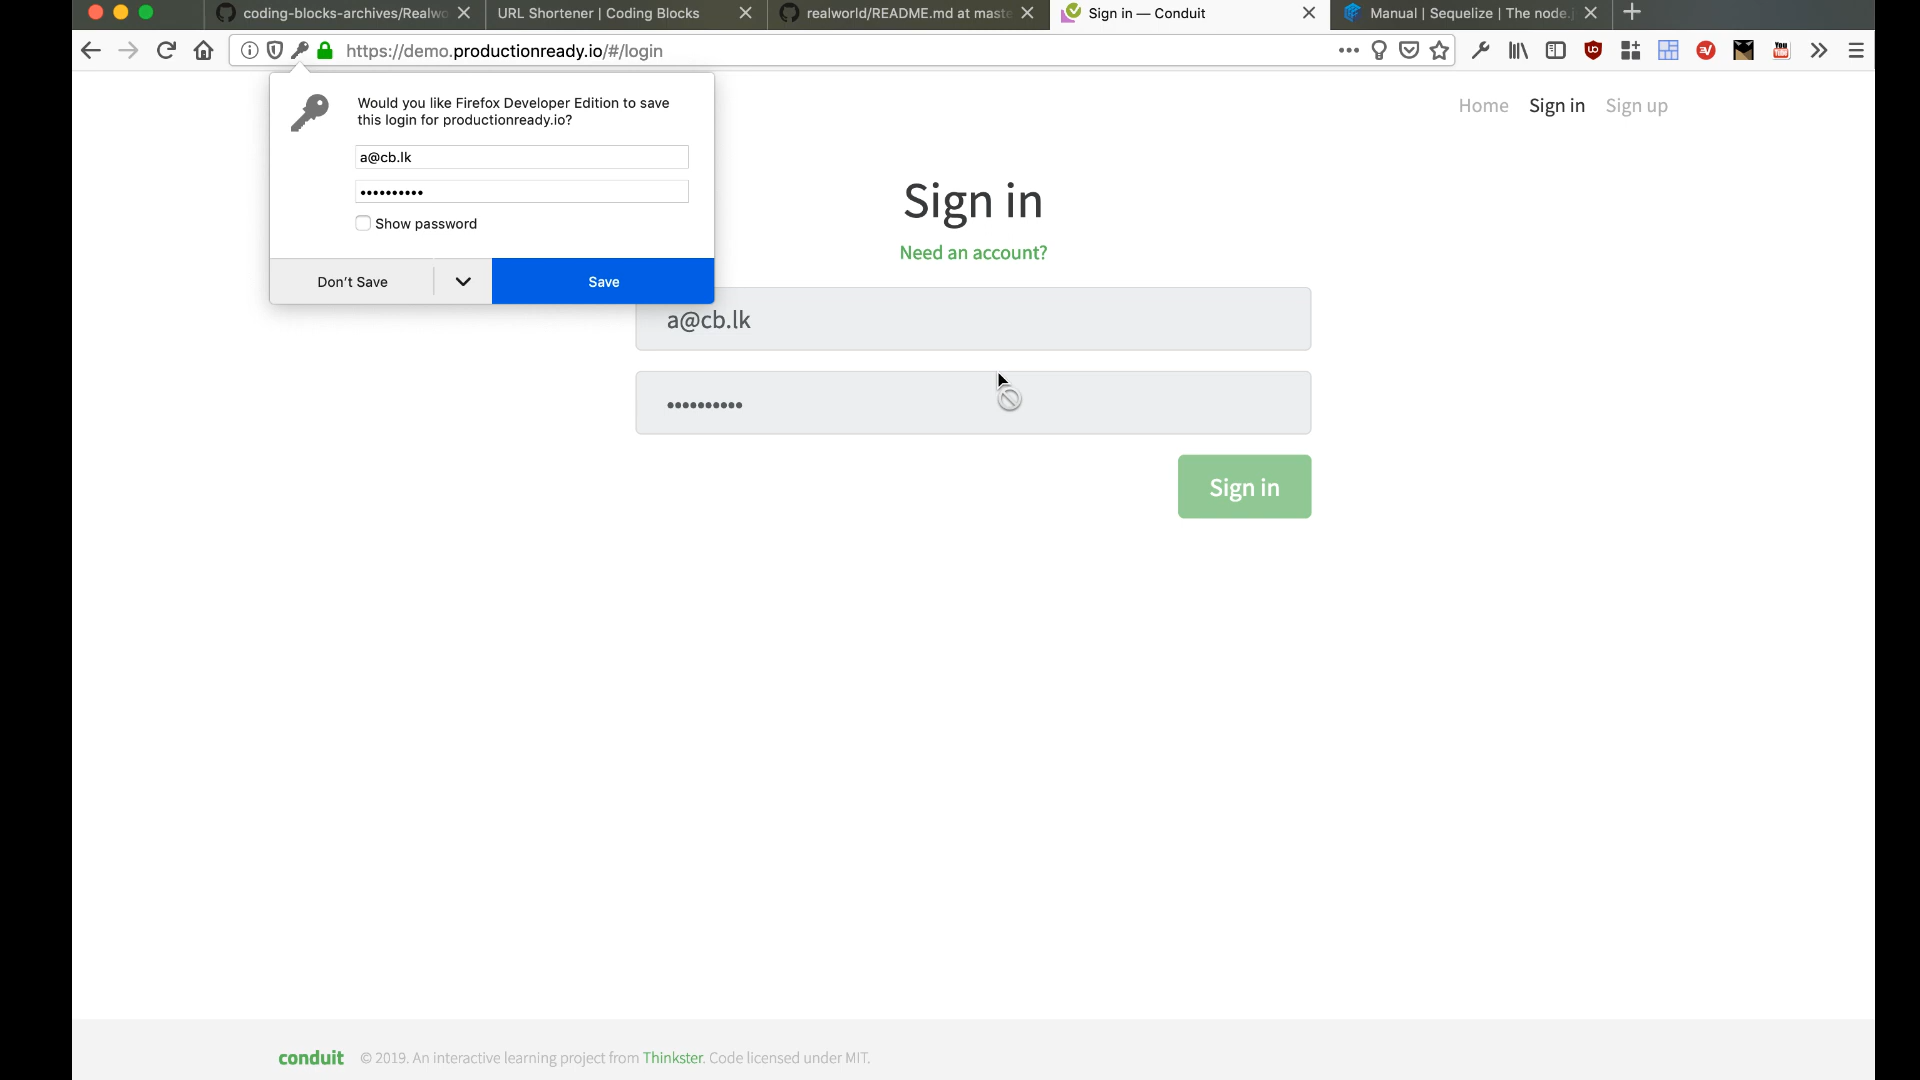 coding-blocks-archives/Realwo
URL Shortener | Coding Blocks
realworld/README.md at maste
Sign in — Conduit
Manual | Sequelize | The node.j
https://demo.productionready.io/#/login
Would you like Firefox Developer Edition to save
this login for productionready.io?
a@cb.lk
••••••••••
Show password
Don't Save
Save
Home
Sign in
Sign up
Sign in
Need an account?
a@cb.lk
••••••••••
Sign in
conduit
© 2019. An interactive learning project from Thinkster. Code licensed under MIT.